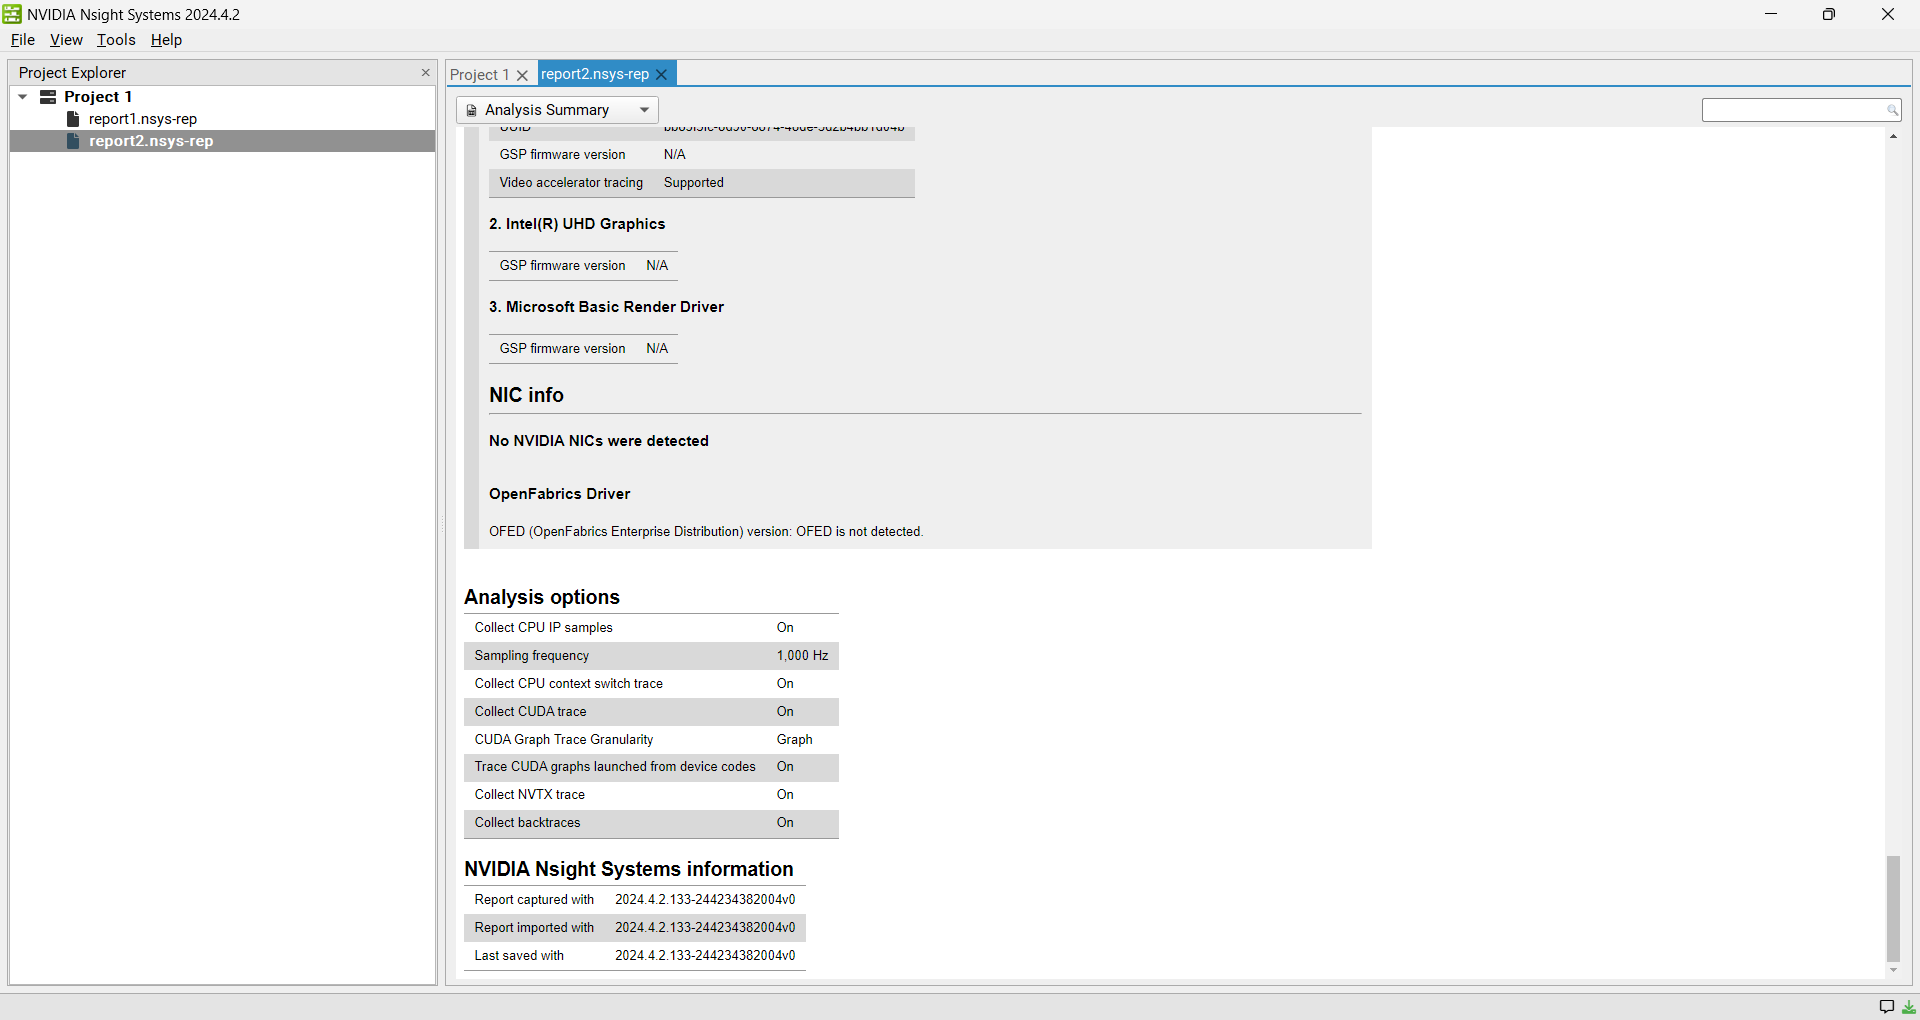 NVIDIA Nsight Systems 2024.4.2
File View Tools Help
Project Explorer
Project 1
report1.nsys-rep
report2.nsys-rep
Project 1 report2.nsys-rep
Analysis Summary
UUID
GSP firmware version N/A
Video accelerator tracing Supported
2. Intel(R) UHD Graphics
GSP firmware version N/A
3. Microsoft Basic Render Driver
GSP firmware version N/A
NIC info
No NVIDIA NICs were detected
OpenFabrics Driver
OFED (OpenFabrics Enterprise Distribution) version: OFED is not detected.
Analysis options
Collect CPU IP samples On
Sampling frequency 1,000 Hz
Collect CPU context switch trace On
Collect CUDA trace On
CUDA Graph Trace Granularity Graph
Trace CUDA graphs launched from device codes On
Collect NVTX trace On
Collect backtraces On
NVIDIA Nsight Systems information
Report captured with 2024.4.2.133-244234382004v0
Report imported with 2024.4.2.133-244234382004v0
Last saved with 2024.4.2.133-244234382004v0